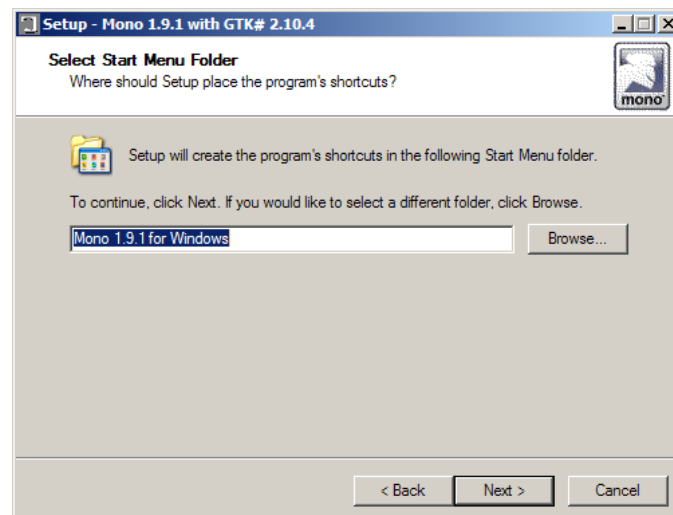 Setup - Mono 1.9.1 with GTK# 2.10.4
Select Start Menu Folder
Where should Setup place the program's shortcuts?
mono
Setup will create the program's shortcuts in the following Start Menu folder.
To continue, click Next. If you would like to select a different folder, click Browse.
Mono 1.9.1 for Windows
Browse...
< Back
Next >
Cancel